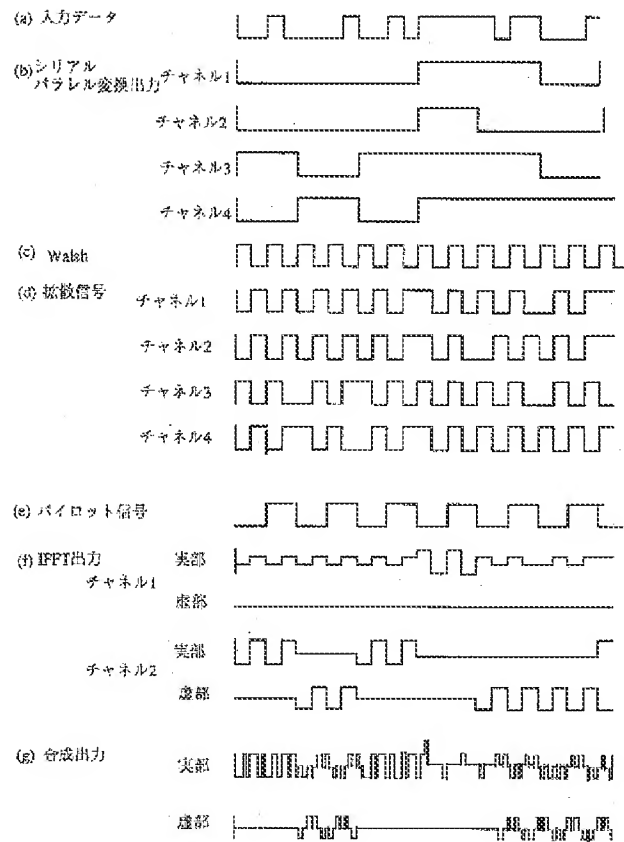 (a) 入力データ
(b) シリアル
パラレル変換出力 チャネル1
チャネル2
チャネル3
チャネル4
(c) Walsh
(d) 拡散信号 チャネル1
チャネル2
チャネル3
チャネル4
(e) パイロット信号
(f) IFFT出力 実部
チャネル1
虚部
実部
チャネル2
虚部
(g) 合成出力 実部
虚部